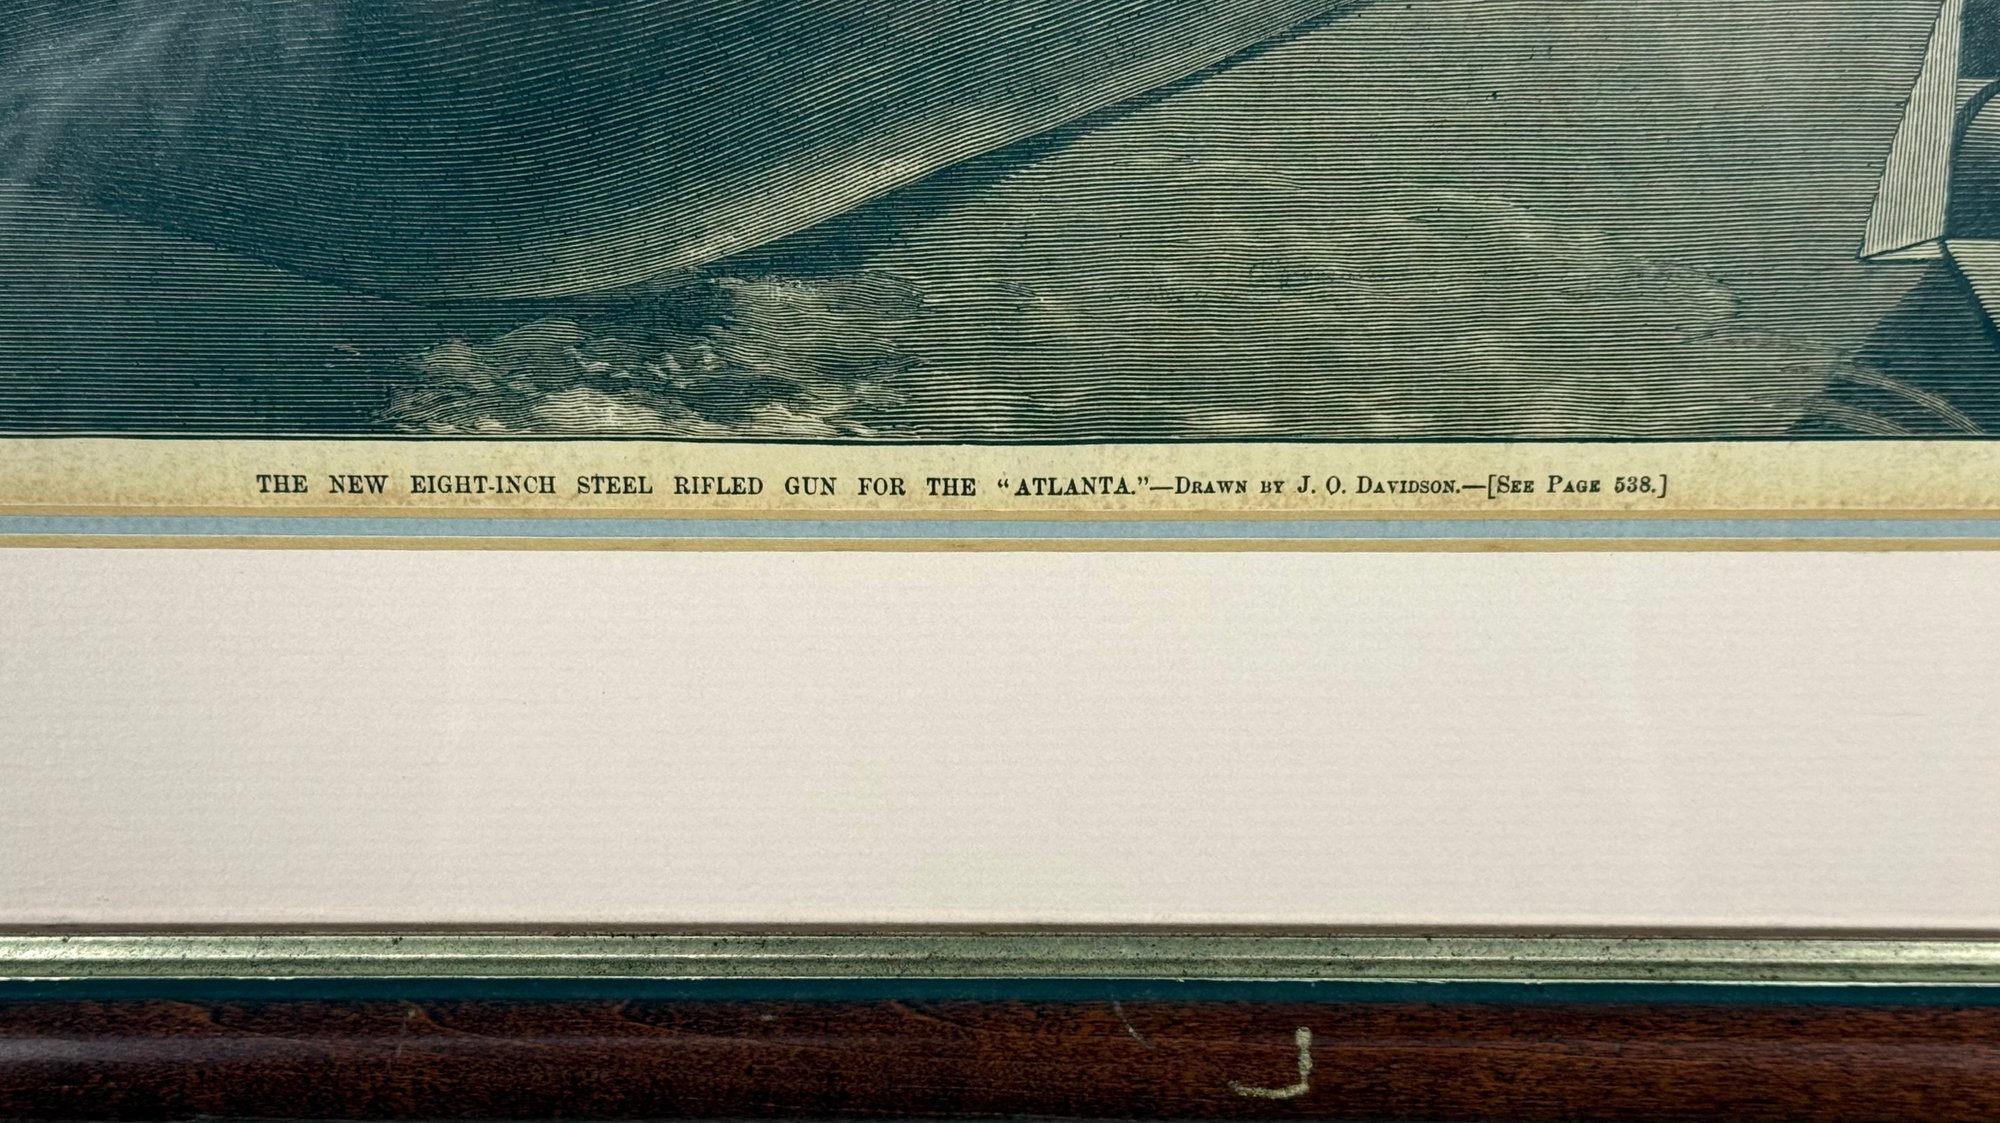 THE NEW EIGHT-INCH STEEL RIFLED GUN FOR THE “ATLANTA.”—Drawn by J. O. Davidson.—[See Page 538.]